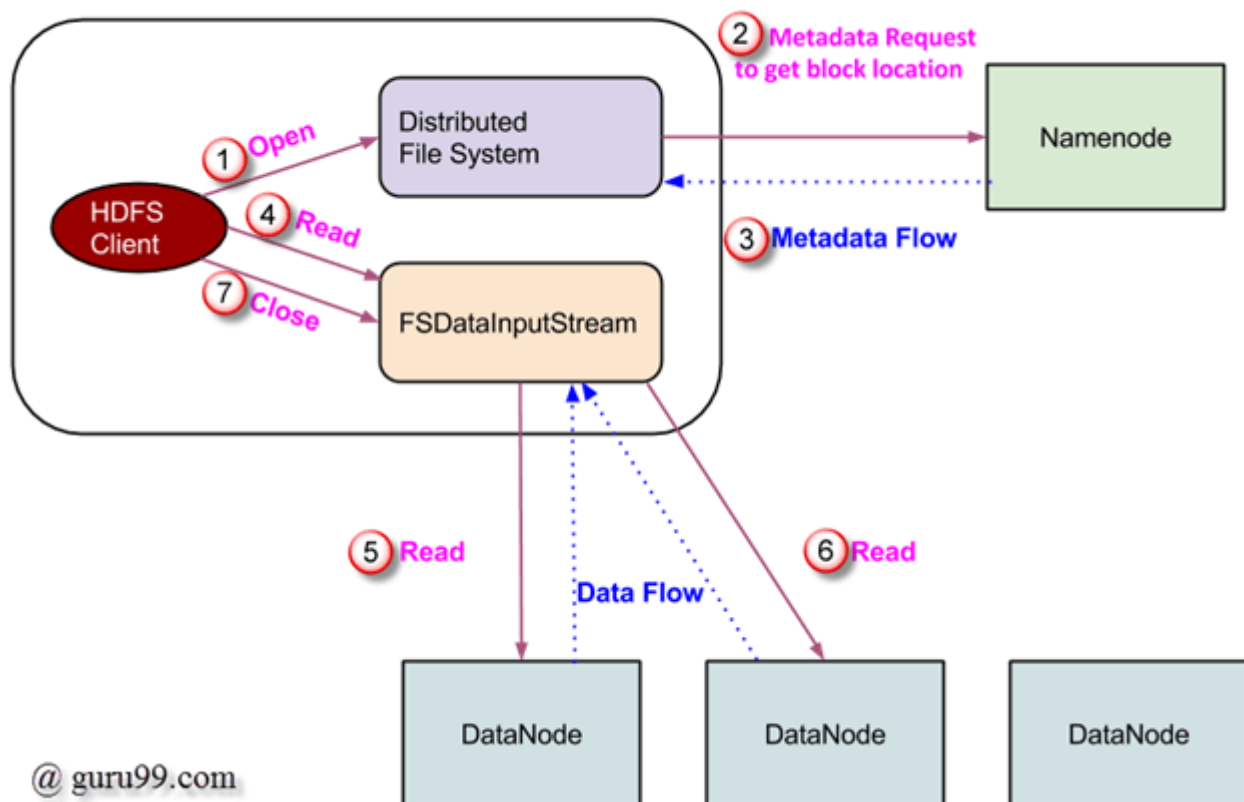 2 Metadata Request
to get block location
Distributed
File System
Namenode
1 Open
HDFS
Client
4 Read
3 Metadata Flow
7 Close
FSDataInputStream
5 Read
6 Read
Data Flow
DataNode
DataNode
DataNode
@ guru99.com